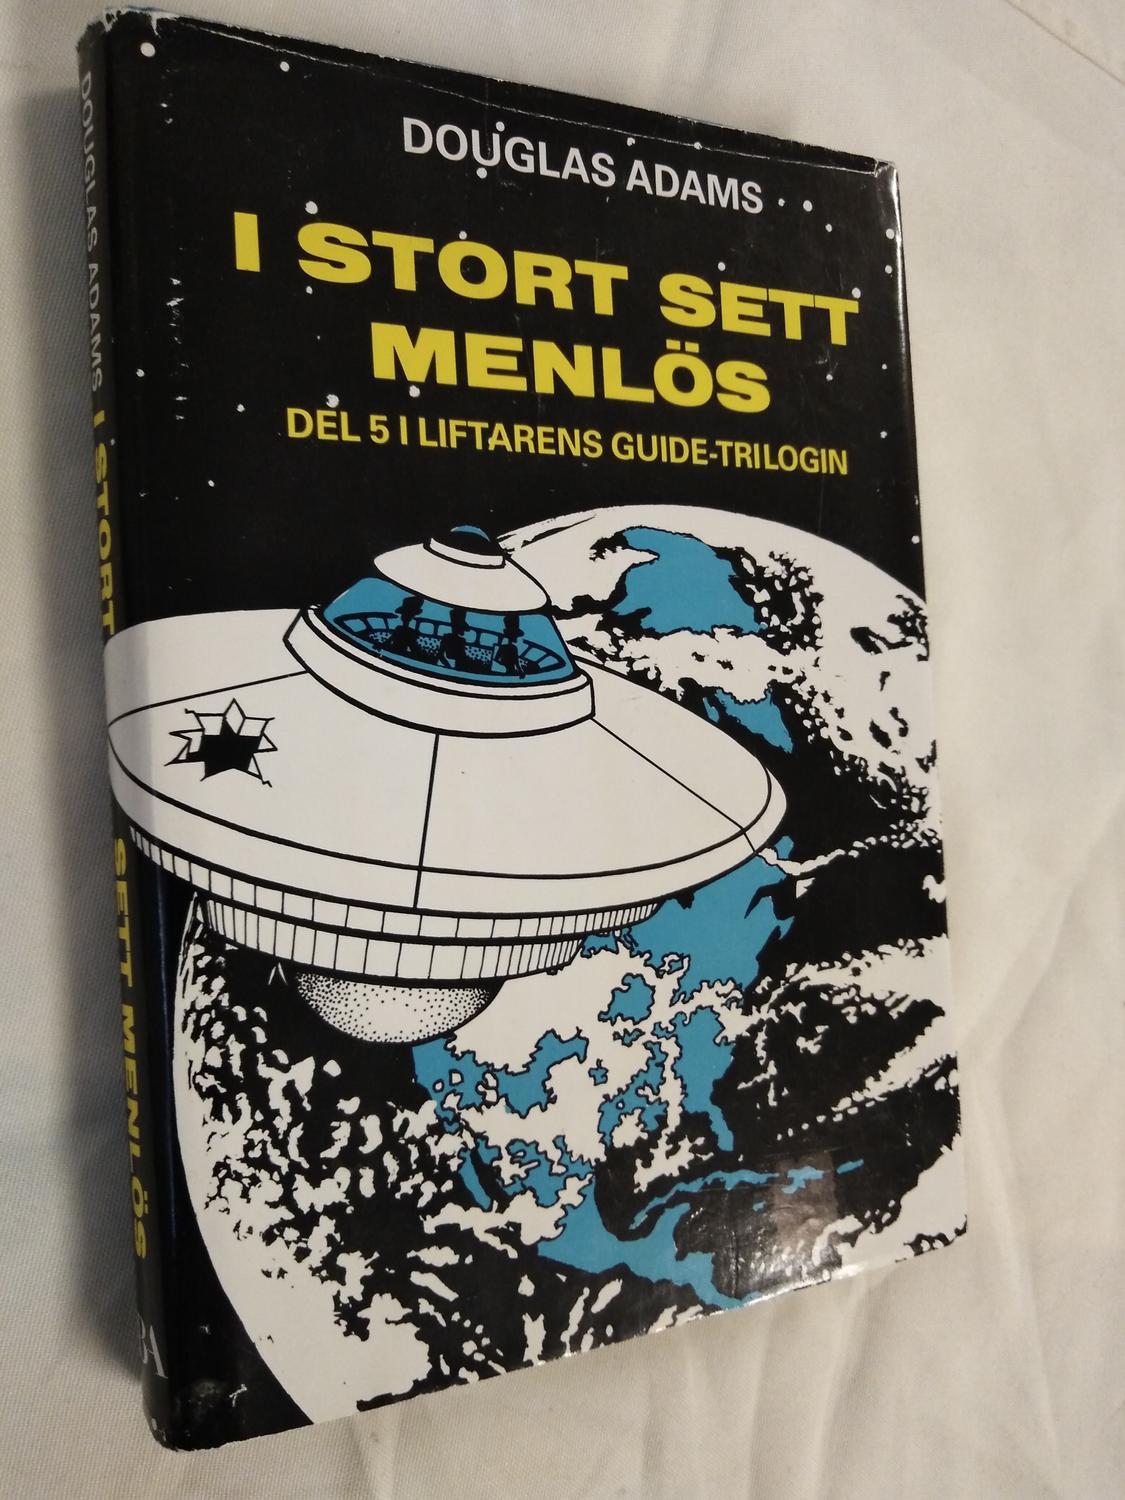 DOUGLAS ADAMS
I STORT SETT
MENLÖS
DEL 5 I LIFTARENS GUIDE-TRILOGIN
DOUGLAS ADAMS I STORT SETT MENLÖS